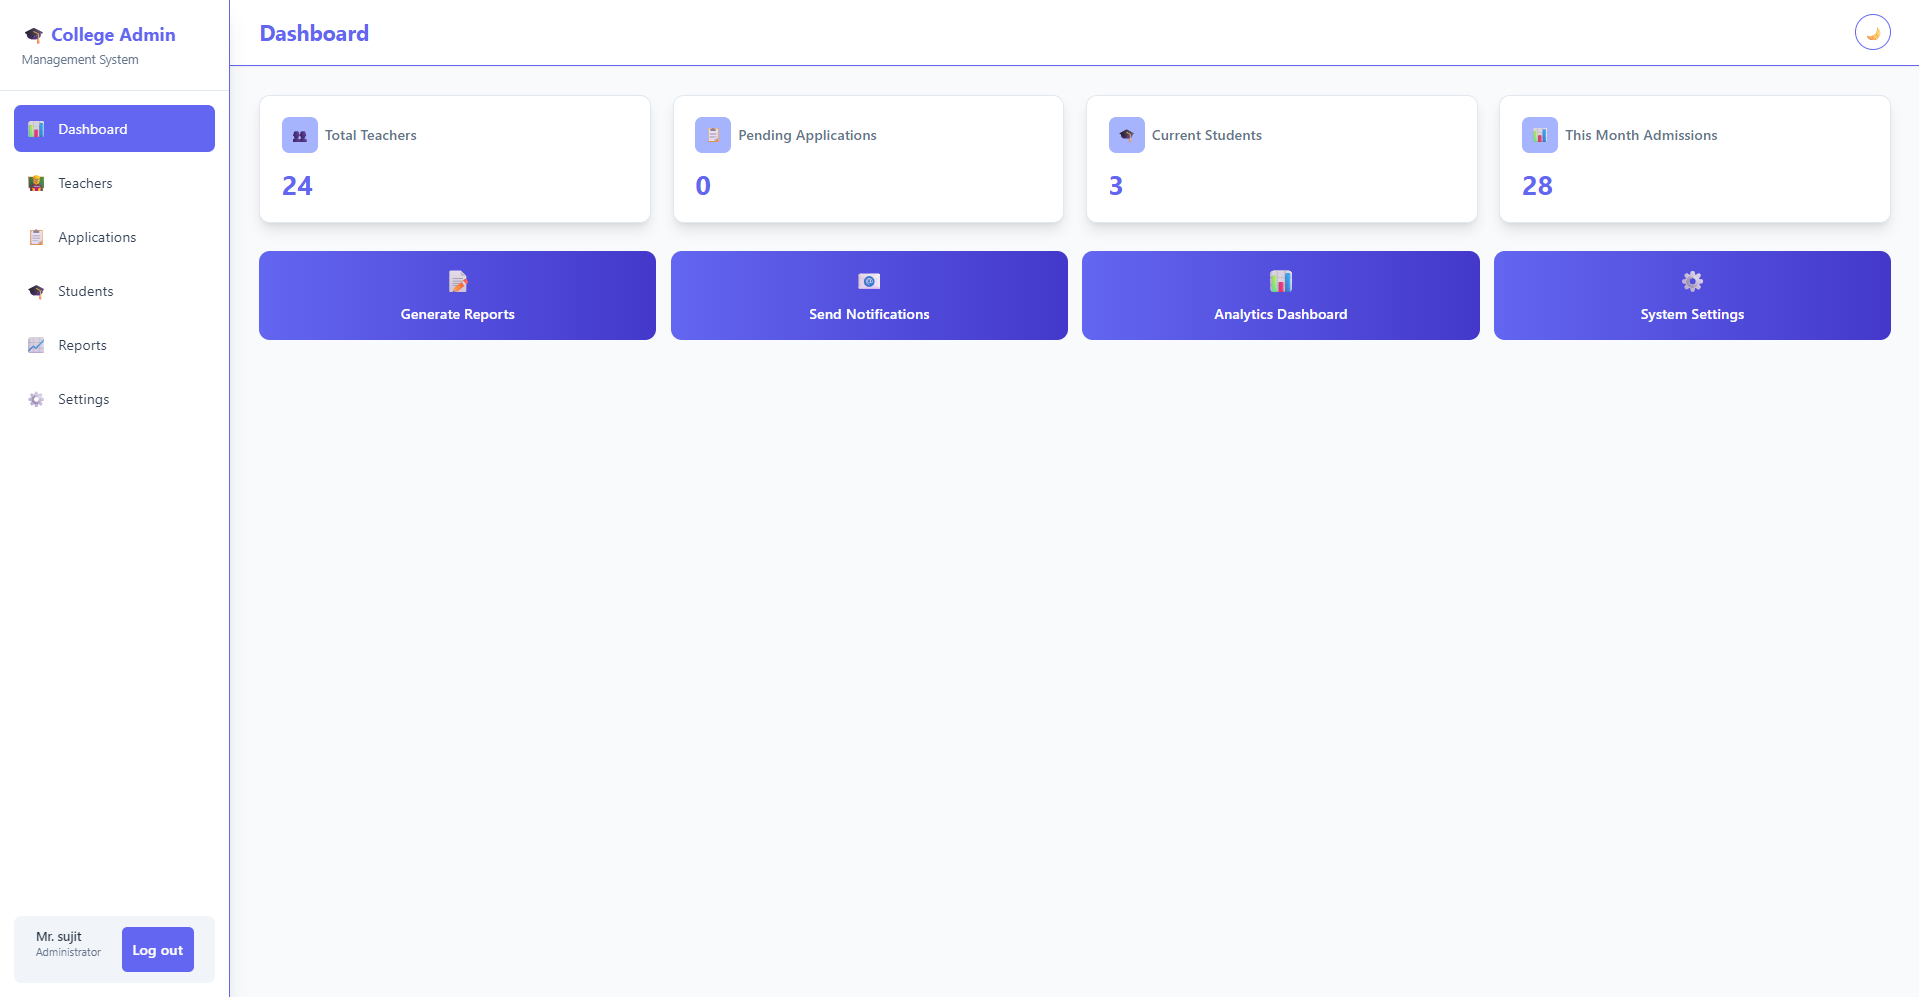 College Admin
Management System
Dashboard
Teachers
Applications
Students
Reports
Settings
Mr. sujit
Administrator
Log out
Dashboard
Total Teachers
24
Pending Applications
0
Current Students
3
This Month Admissions
28
Generate Reports
Send Notifications
Analytics Dashboard
System Settings